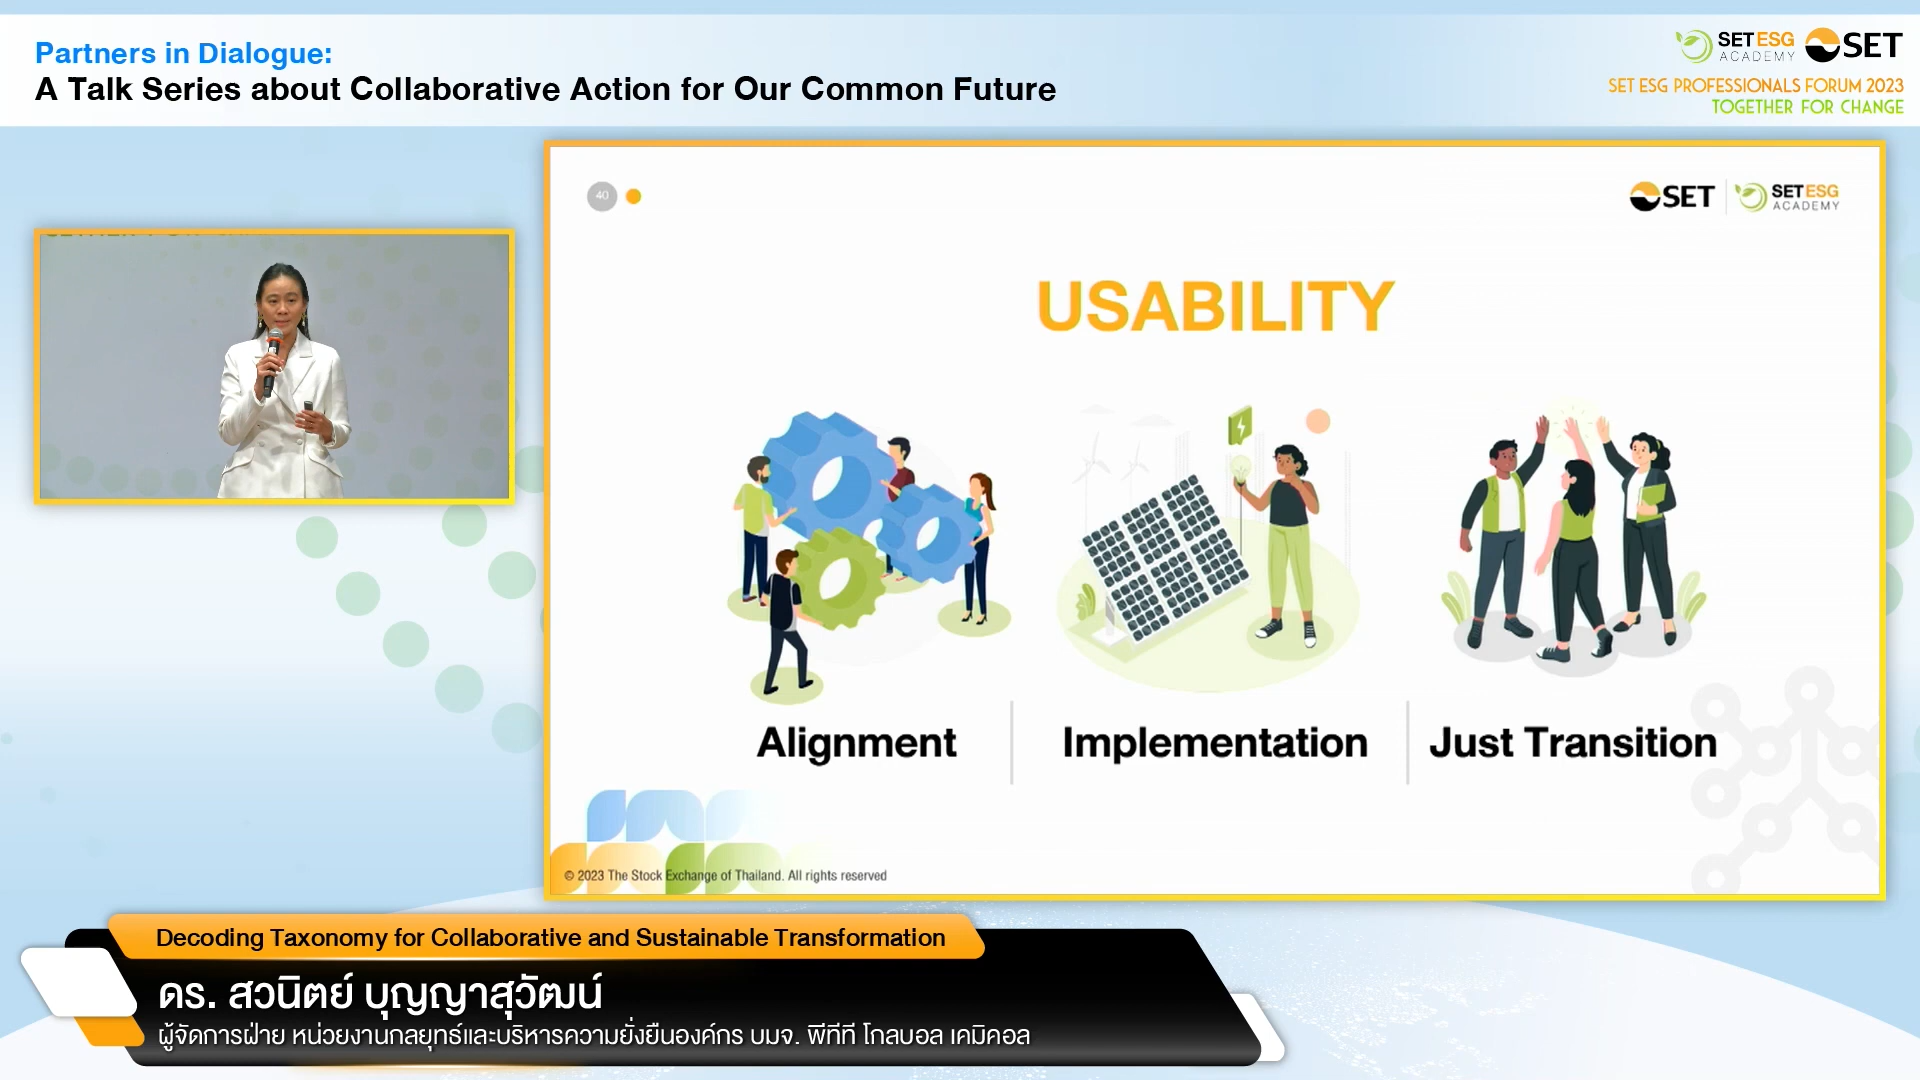 Partners in Dialogue:
A Talk Series about Collaborative Action for Our Common Future
SET ESG
ACADEMY
SET
SET ESG PROFESSIONALS FORUM 2023
TOGETHER FOR CHANGE
40
SET
SET ESG
ACADEMY
USABILITY
Alignment
Implementation
Just Transition
© 2023 The Stock Exchange of Thailand. All rights reserved
Decoding Taxonomy for Collaborative and Sustainable Transformation
ดร. สวนิตย์ บุญญาสุวัฒน์
ผู้จัดการฝ่าย หน่วยงานกลยุทธ์และบริหารความยั่งยืนองค์กร บมจ. พีทีที โกลบอล เคมิคอล